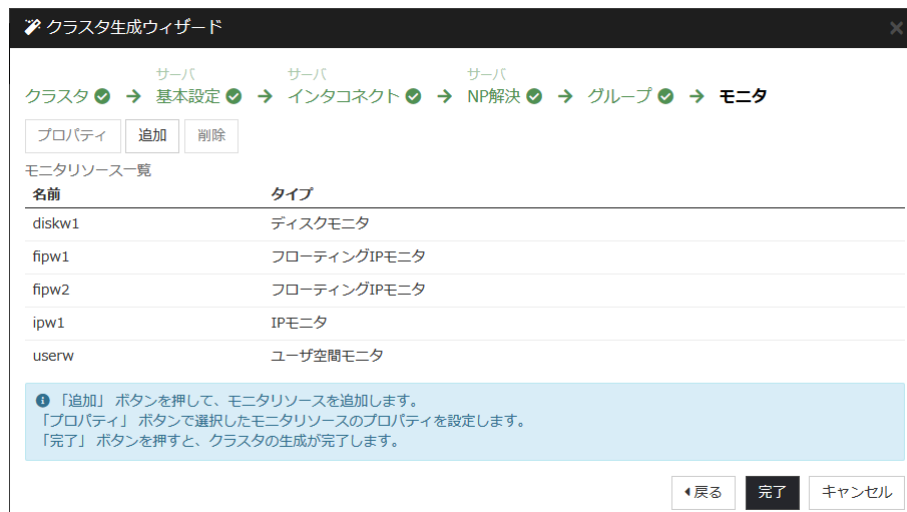 クラスタ生成ウィザード
サーバ サーバ サーバ
クラスタ → 基本設定 → インタコネクト → NP解決 → グループ → モニタ
プロパティ 追加 削除
モニタリソース一覧
名前 タイプ
diskw1 ディスクモニタ
fipw1 フローティングIPモニタ
fipw2 フローティングIPモニタ
ipw1 IPモニタ
userw ユーザ空間モニタ
「追加」 ボタンを押して、モニタリソースを追加します。
「プロパティ」 ボタンで選択したモニタリソースのプロパティを設定します。
「完了」 ボタンを押すと、クラスタの生成が完了します。
戻る 完了 キャンセル